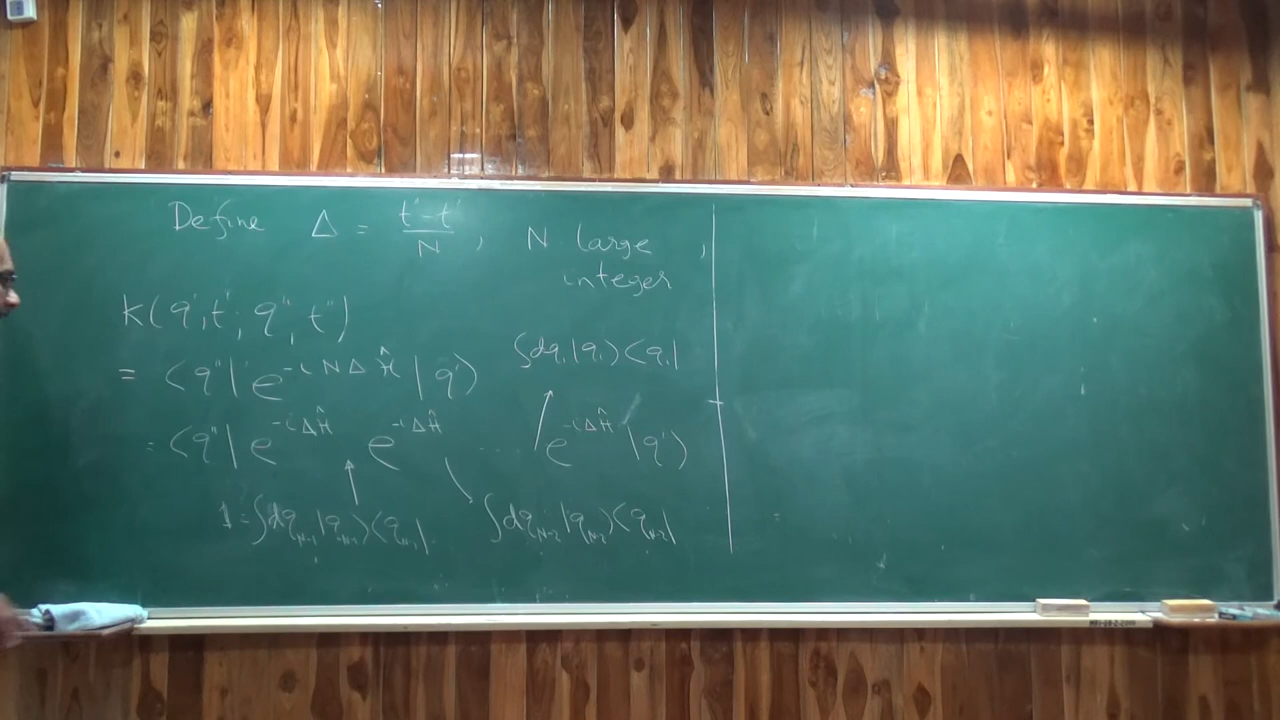 Define Δ = (t' - t')/N , N large ,
integer
K(q', t'; q'', t'')
= <q''| e^{-i N Δ Ĥ} |q'> ∫dq₁ |q₁><q₁|
= <q''| e^{-iΔĤ} e^{-iΔĤ} ... e^{-iΔĤ} |q'>
1 = ∫dq_{N-1} |q_{N-1}><q_{N-1}| ∫dq_{N-2} |q_{N-2}><q_{N-2}|